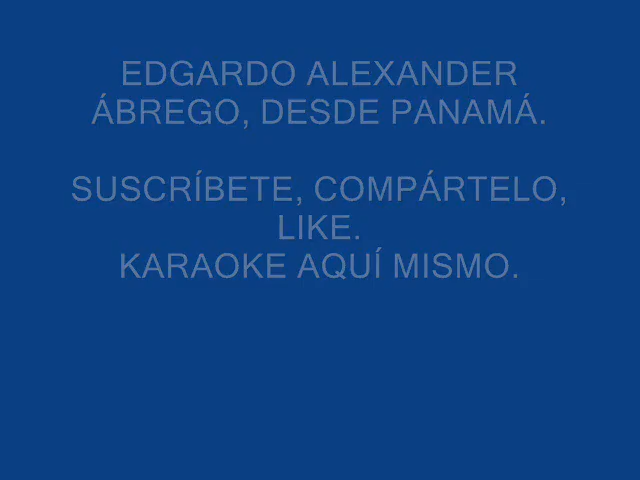 EDGARDO ALEXANDER
ÁBREGO, DESDE PANAMÁ.
SUSCRÍBETE, COMPÁRTELO,
LIKE.
KARAOKE AQUÍ MISMO.